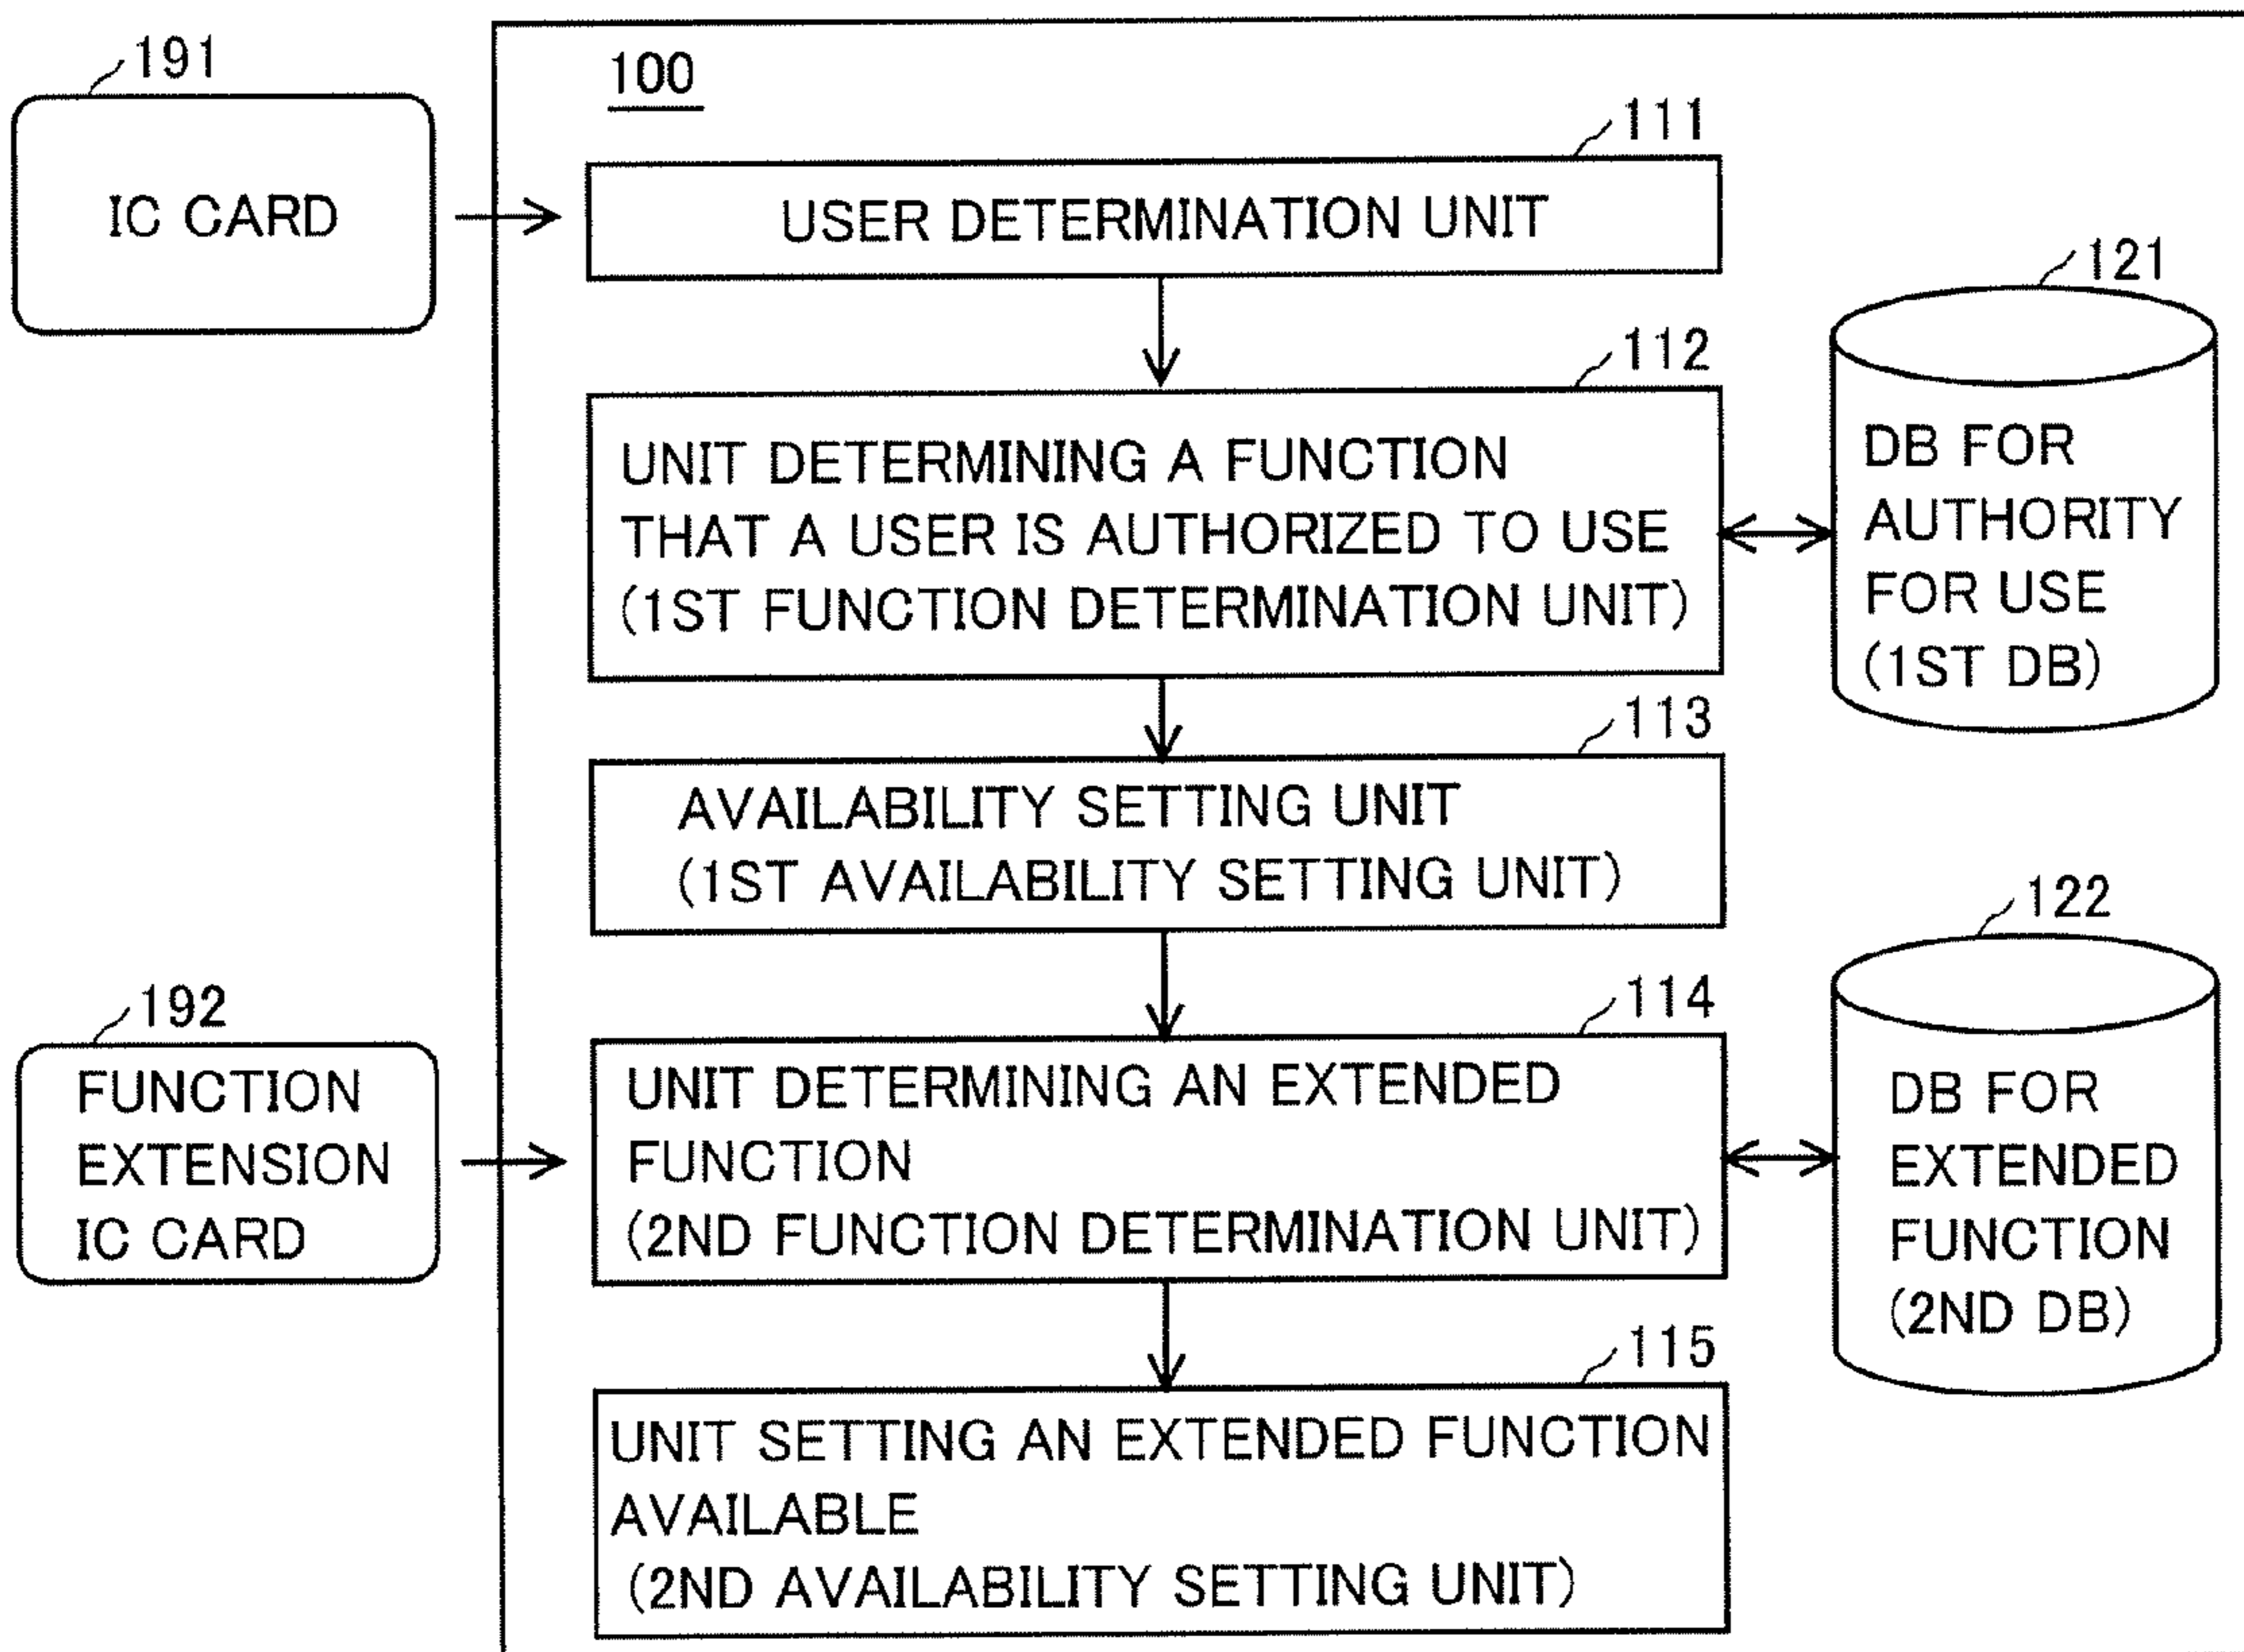 191
IC CARD
100
111
USER DETERMINATION UNIT
112
UNIT DETERMINING A FUNCTION
THAT A USER IS AUTHORIZED TO USE
(1ST FUNCTION DETERMINATION UNIT)
121
DB FOR
AUTHORITY
FOR USE
(1ST DB)
113
AVAILABILITY SETTING UNIT
(1ST AVAILABILITY SETTING UNIT)
192
FUNCTION
EXTENSION
IC CARD
114
UNIT DETERMINING AN EXTENDED
FUNCTION
(2ND FUNCTION DETERMINATION UNIT)
122
DB FOR
EXTENDED
FUNCTION
(2ND DB)
115
UNIT SETTING AN EXTENDED FUNCTION
AVAILABLE
(2ND AVAILABILITY SETTING UNIT)